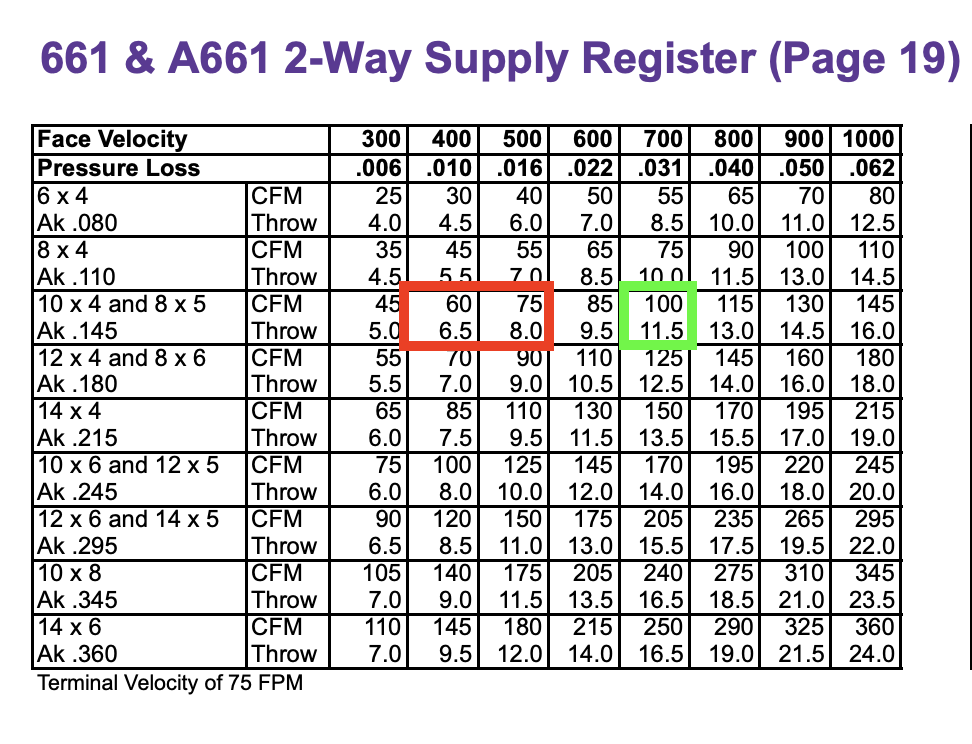 661 & A661 2-Way Supply Register (Page 19)
Face Velocity 300 400 500 600 700 800 900 1000
Pressure Loss .006 .010 .016 .022 .031 .040 .050 .062
6 x 4 CFM 25 30 40 50 55 65 70 80
Ak .080 Throw 4.0 4.5 6.0 7.0 8.5 10.0 11.0 12.5
8 x 4 CFM 35 45 55 65 75 90 100 110
Ak .110 Throw 4.5 5.5 7.0 8.5 10.0 11.5 13.0 14.5
10 x 4 and 8 x 5 CFM 45 60 75 85 100 115 130 145
Ak .145 Throw 5.0 6.5 8.0 9.5 11.5 13.0 14.5 16.0
12 x 4 and 8 x 6 CFM 55 70 90 110 125 145 160 180
Ak .180 Throw 5.5 7.0 9.0 10.5 12.5 14.0 16.0 18.0
14 x 4 CFM 65 85 110 130 150 170 195 215
Ak .215 Throw 6.0 7.5 9.5 11.5 13.5 15.5 17.0 19.0
10 x 6 and 12 x 5 CFM 75 100 125 145 170 195 220 245
Ak .245 Throw 6.0 8.0 10.0 12.0 14.0 16.0 18.0 20.0
12 x 6 and 14 x 5 CFM 90 120 150 175 205 235 265 295
Ak .295 Throw 6.5 8.5 11.0 13.0 15.5 17.5 19.5 22.0
10 x 8 CFM 105 140 175 205 240 275 310 345
Ak .345 Throw 7.0 9.0 11.5 13.5 16.5 18.5 21.0 23.5
14 x 6 CFM 110 145 180 215 250 290 325 360
Ak .360 Throw 7.0 9.5 12.0 14.0 16.5 19.0 21.5 24.0
Terminal Velocity of 75 FPM